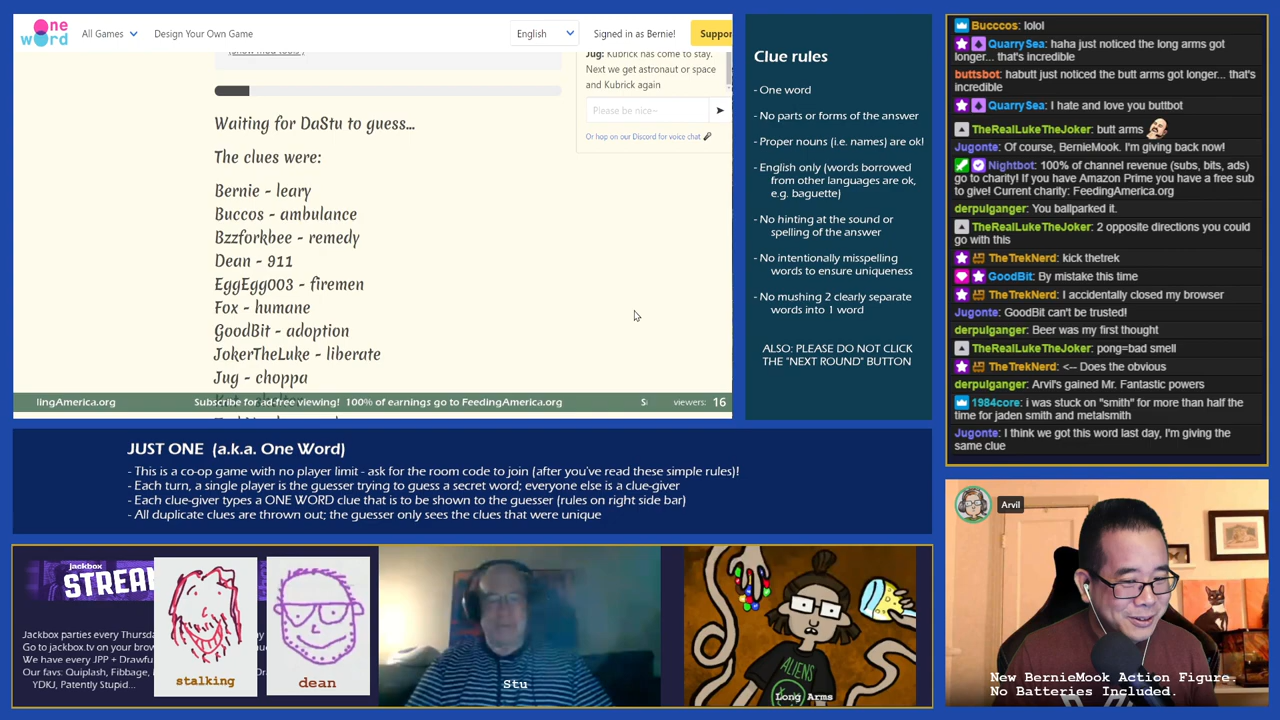 One word
All Games
Design Your Own Game
English
Signed in as Bernie!
Suppor
Jug: Kubrick has come to stay.
Next we get astronaut or space
and Kubrick again
Please be nice~
Or hop on our Discord for voice chat
Waiting for DaStu to guess...
The clues were:
Bernie - leary
Buccos - ambulance
Bzzforkbee - remedy
Dean - 911
EggEgg003 - firemen
Fox - humane
GoodBit - adoption
JokerTheLuke - liberate
Jug - choppa
lingAmerica.org
Subscribe for ad-free viewing! 100% of earnings go to FeedingAmerica.org
viewers: 16
Clue rules
- One word
- No parts or forms of the answer
- Proper nouns (i.e. names) are ok!
- English only (words borrowed
from other languages are ok,
e.g. baguette)
- No hinting at the sound or
spelling of the answer
- No intentionally misspelling
words to ensure uniqueness
- No mushing 2 clearly separate
words into 1 word
ALSO: PLEASE DO NOT CLICK
THE "NEXT ROUND" BUTTON
Bucccos: lolol
QuarrySea: haha just noticed the long arms got
longer... that's incredible
buttsbot: habutt just noticed the butt arms got longer... that's
incredible
QuarrySea: I hate and love you buttbot
TheRealLukeTheJoker: butt arms
Jugonte: Of course, BernieMook. I'm giving back now!
Nightbot: 100% of channel revenue (subs, bits, ads)
go to charity! If you have Amazon Prime you have a free sub
to give! Current charity: FeedingAmerica.org
derpulganger: You ballparked it.
TheRealLukeTheJoker: 2 opposite directions you could
go with this
TheTrekNerd: kick thetrek
GoodBit: By mistake this time
TheTrekNerd: I accidentally closed my browser
Jugonte: GoodBit can't be trusted!
derpulganger: Beer was my first thought
TheRealLukeTheJoker: pong=bad smell
TheTrekNerd: <-- Does the obvious
derpulganger: Arvil's gained Mr. Fantastic powers
1984core: i was stuck on "smith" for more than half the
time for jaden smith and metalsmith
Jugonte: I think we got this word last day, I'm giving the
same clue
JUST ONE (a.k.a. One Word)
- This is a co-op game with no player limit - ask for the room code to join (after you've read these simple rules)!
- Each turn, a single player is the guesser trying to guess a secret word; everyone else is a clue-giver
- Each clue-giver types a ONE WORD clue that is to be shown to the guesser (rules on right side bar)
- All duplicate clues are thrown out; the guesser only sees the clues that were unique
jackbox
STREA
Jackbox parties every Thursda
Go to jackbox.tv on your brow
We have every JPP + Drawfu
Our favs: Quiplash, Fibbage,
YDKJ, Patently Stupid...
stalking
dean
Stu
ALIENS
Long Arms
Arvil
New BernieMook Action Figure.
No Batteries Included.